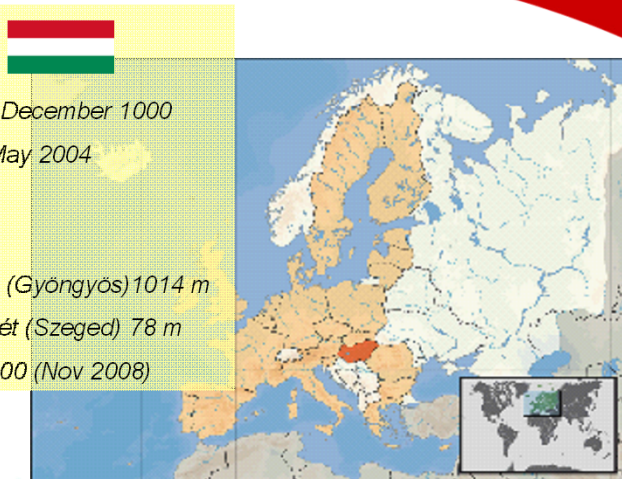 December 1000
May 2004
(Gyöngyös)1014 m
ét (Szeged) 78 m
00 (Nov 2008)